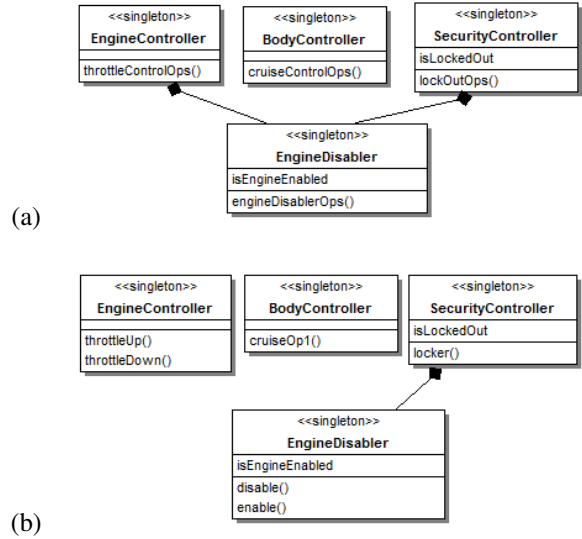 <<singleton>>
EngineController
throttleControlOps()
<<singleton>>
BodyController
cruiseControlOps()
<<singleton>>
SecurityController
isLockedOut
lockOutOps()
<<singleton>>
EngineDisabler
isEngineEnabled
engineDisablerOps()
(a)
<<singleton>>
EngineController
throttleUp()
throttleDown()
<<singleton>>
BodyController
cruiseOp1()
<<singleton>>
SecurityController
isLockedOut
locker()
<<singleton>>
EngineDisabler
isEngineEnabled
disable()
enable()
(b)